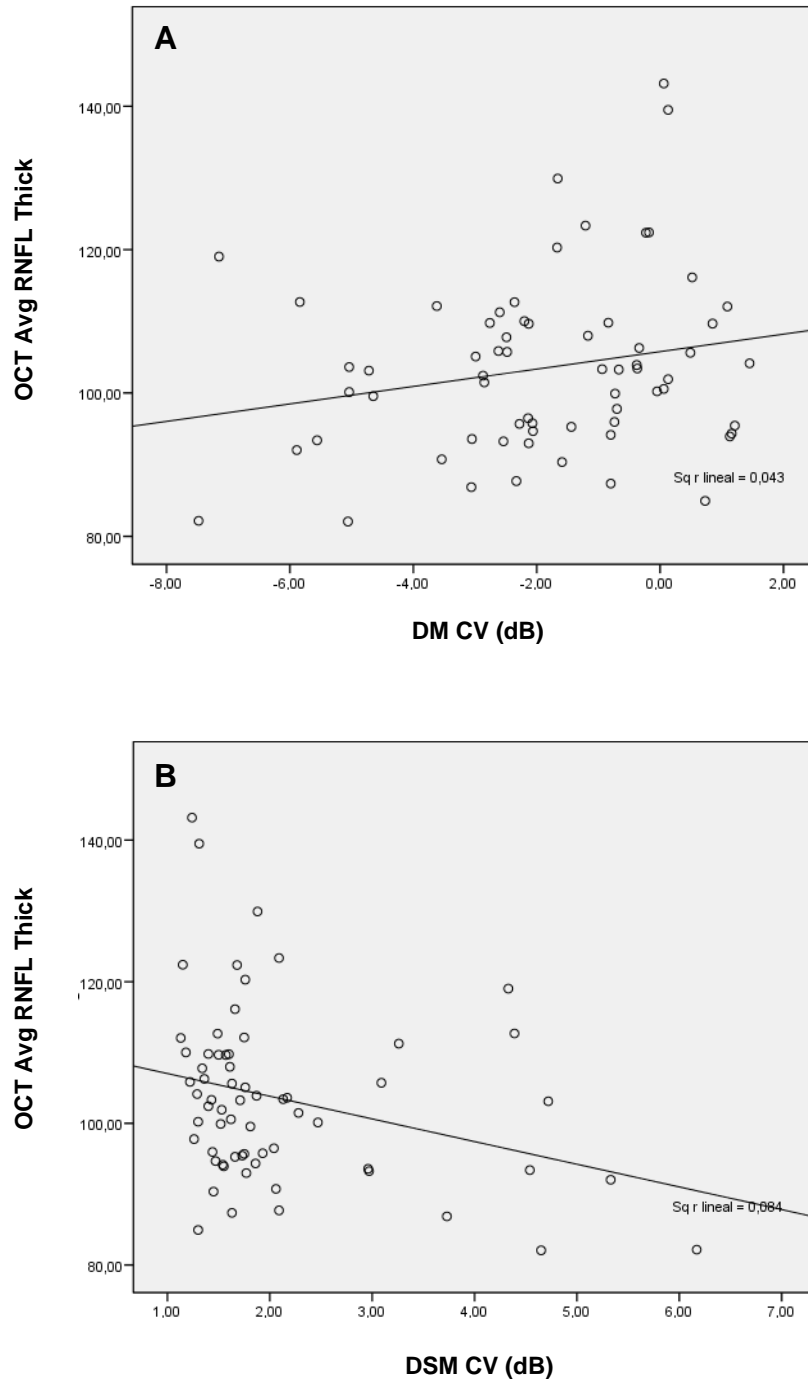 A
OCT Avg RNFL Thick
140,00
120,00
100,00
80,00
Sq r lineal = 0,043
-8,00 -6,00 -4,00 -2,00 0,00 2,00
DM CV (dB)
B
OCT Avg RNFL Thick
140,00
120,00
100,00
80,00
Sq r lineal = 0,084
1,00 2,00 3,00 4,00 5,00 6,00 7,00
DSM CV (dB)